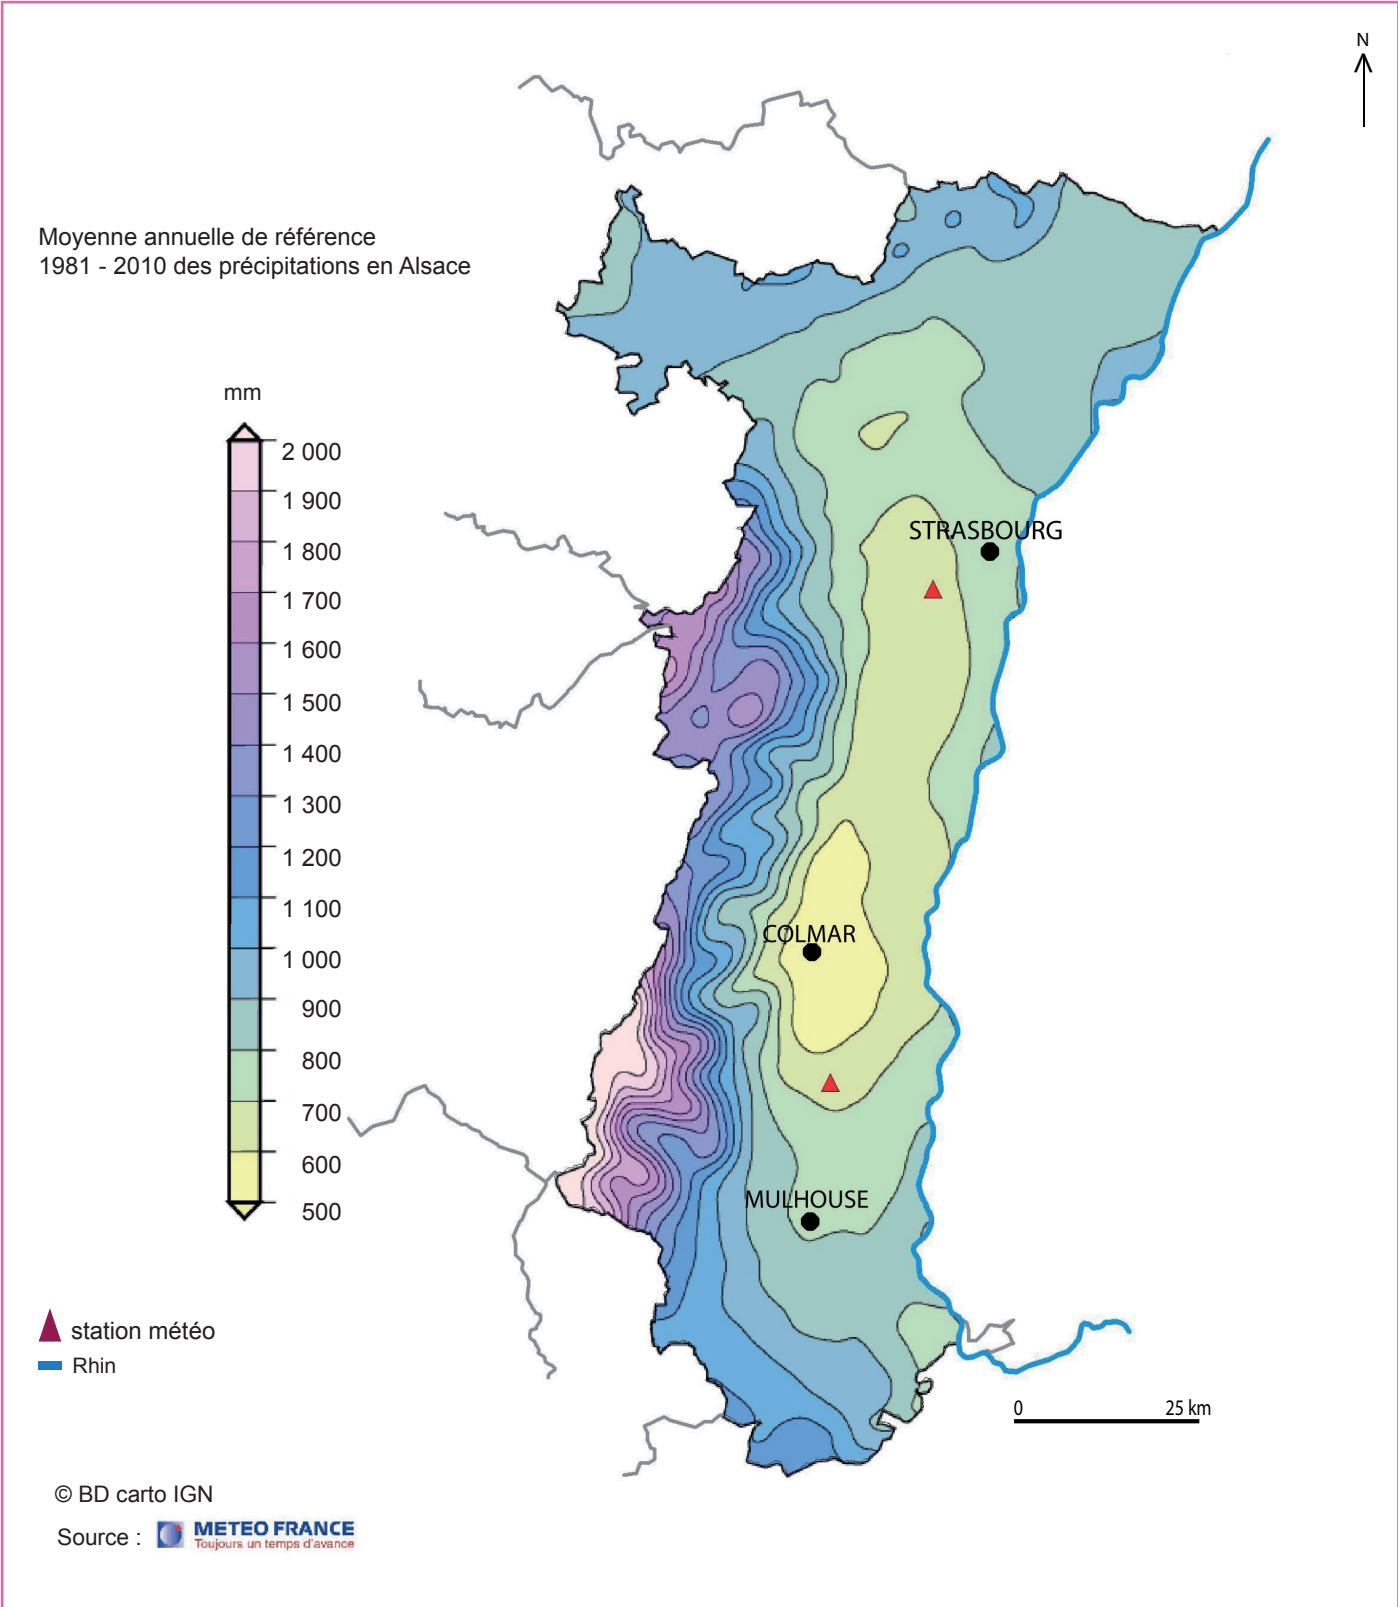 N
Moyenne annuelle de référence
1981 - 2010 des précipitations en Alsace
mm
2 000
1 900
1 800
1 700
1 600
1 500
1 400
1 300
1 200
1 100
1 000
900
800
700
600
500
STRASBOURG
COLMAR
MULHOUSE
station météo
Rhin
0 25 km
© BD carto IGN
Source : METEO FRANCE
Toujours un temps d'avance